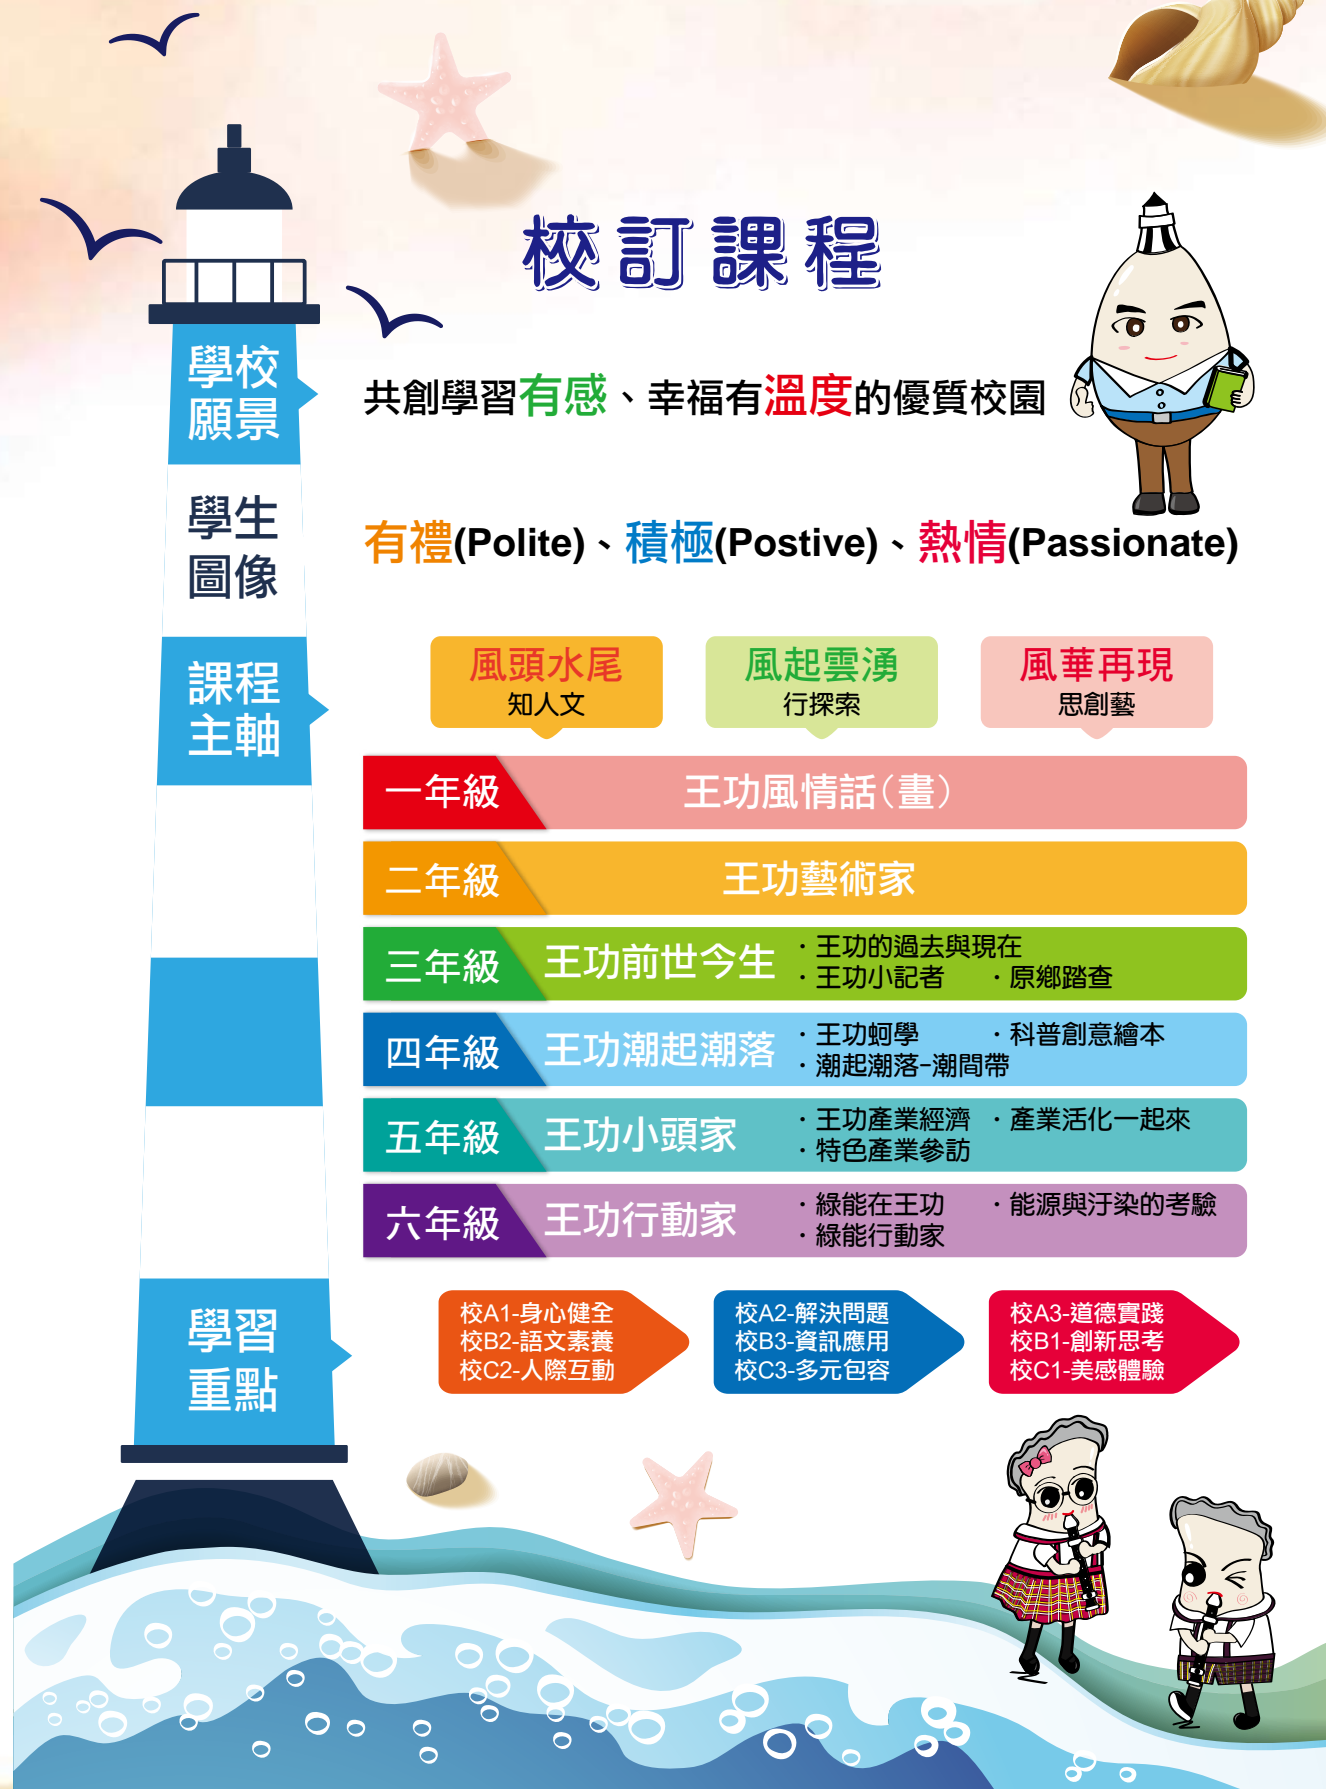 校訂課程
學校
願景
共創學習有感、幸福有溫度的優質校園
學生
圖像
有禮(Polite)、積極(Postive)、熱情(Passionate)
課程
主軸
風頭水尾
知人文
風起雲湧
行探索
風華再現
思創藝
一年級
王功風情話(畫)
二年級
王功藝術家
三年級
王功前世今生
·王功的過去與現在
·王功小記者 ·原鄉踏查
四年級
王功潮起潮落
·王功蚵學 ·科普創意繪本
·潮起潮落-潮間帶
五年級
王功小頭家
·王功產業經濟 ·產業活化一起來
·特色產業參訪
六年級
王功行動家
·綠能在王功 ·能源與汙染的考驗
·綠能行動家
學習
重點
校A1-身心健全
校B2-語文素養
校C2-人際互動
校A2-解決問題
校B3-資訊應用
校C3-多元包容
校A3-道德實踐
校B1-創新思考
校C1-美感體驗